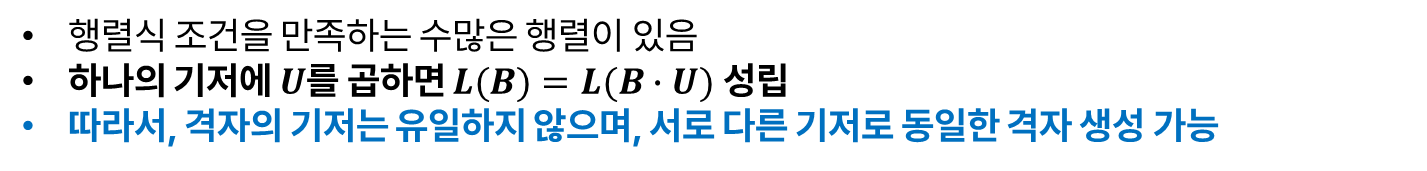 • 행렬식 조건을 만족하는 수많은 행렬이 있음
• 하나의 기저에 U를 곱하면 L(B) = L(B · U) 성립
• 따라서, 격자의 기저는 유일하지 않으며, 서로 다른 기저로 동일한 격자 생성 가능